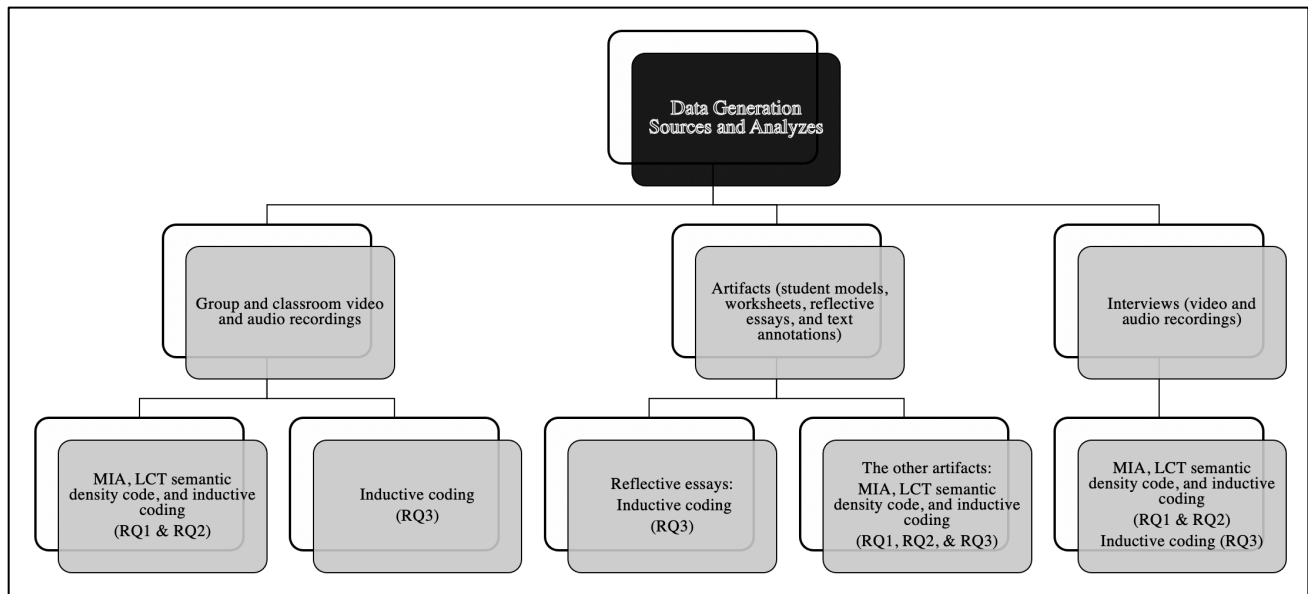 Data Generation
Sources and Analyzes
Group and classroom video
and audio recordings
Artifacts (student models,
worksheets, reflective
essays, and text
annotations)
Interviews (video and
audio recordings)
MIA, LCT semantic
density code, and inductive
coding
(RQ1 & RQ2)
Inductive coding
(RQ3)
Reflective essays:
Inductive coding
(RQ3)
The other artifacts:
MIA, LCT semantic
density code, and inductive
coding
(RQ1, RQ2, & RQ3)
MIA, LCT semantic
density code, and inductive
coding
(RQ1 & RQ2)
Inductive coding (RQ3)